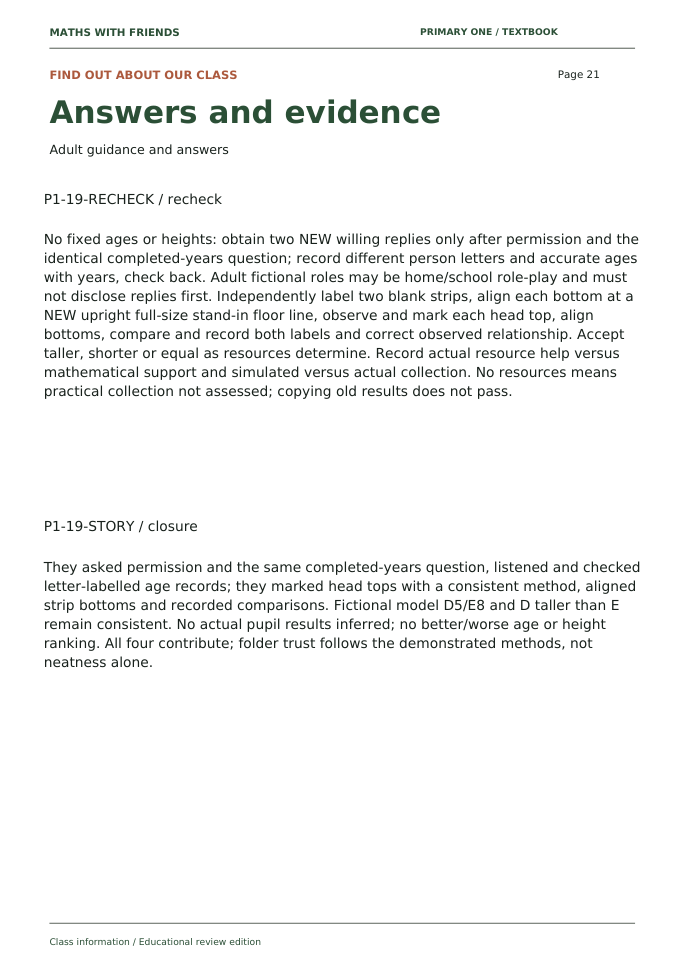 MATHS WITH FRIENDS
PRIMARY ONE / TEXTBOOK
FIND OUT ABOUT OUR CLASS
Page 21
Answers and evidence
Adult guidance and answers
P1-19-RECHECK / recheck
No fixed ages or heights: obtain two NEW willing replies only after permission and the
identical completed-years question; record different person letters and accurate ages
with years, check back. Adult fictional roles may be home/school role-play and must
not disclose replies first. Independently label two blank strips, align each bottom at a
NEW upright full-size stand-in floor line, observe and mark each head top, align
bottoms, compare and record both labels and correct observed relationship. Accept
taller, shorter or equal as resources determine. Record actual resource help versus
mathematical support and simulated versus actual collection. No resources means
practical collection not assessed; copying old results does not pass.
P1-19-STORY / closure
They asked permission and the same completed-years question, listened and checked
letter-labelled age records; they marked head tops with a consistent method, aligned
strip bottoms and recorded comparisons. Fictional model D5/E8 and D taller than E
remain consistent. No actual pupil results inferred; no better/worse age or height
ranking. All four contribute; folder trust follows the demonstrated methods, not
neatness alone.
Class information / Educational review edition